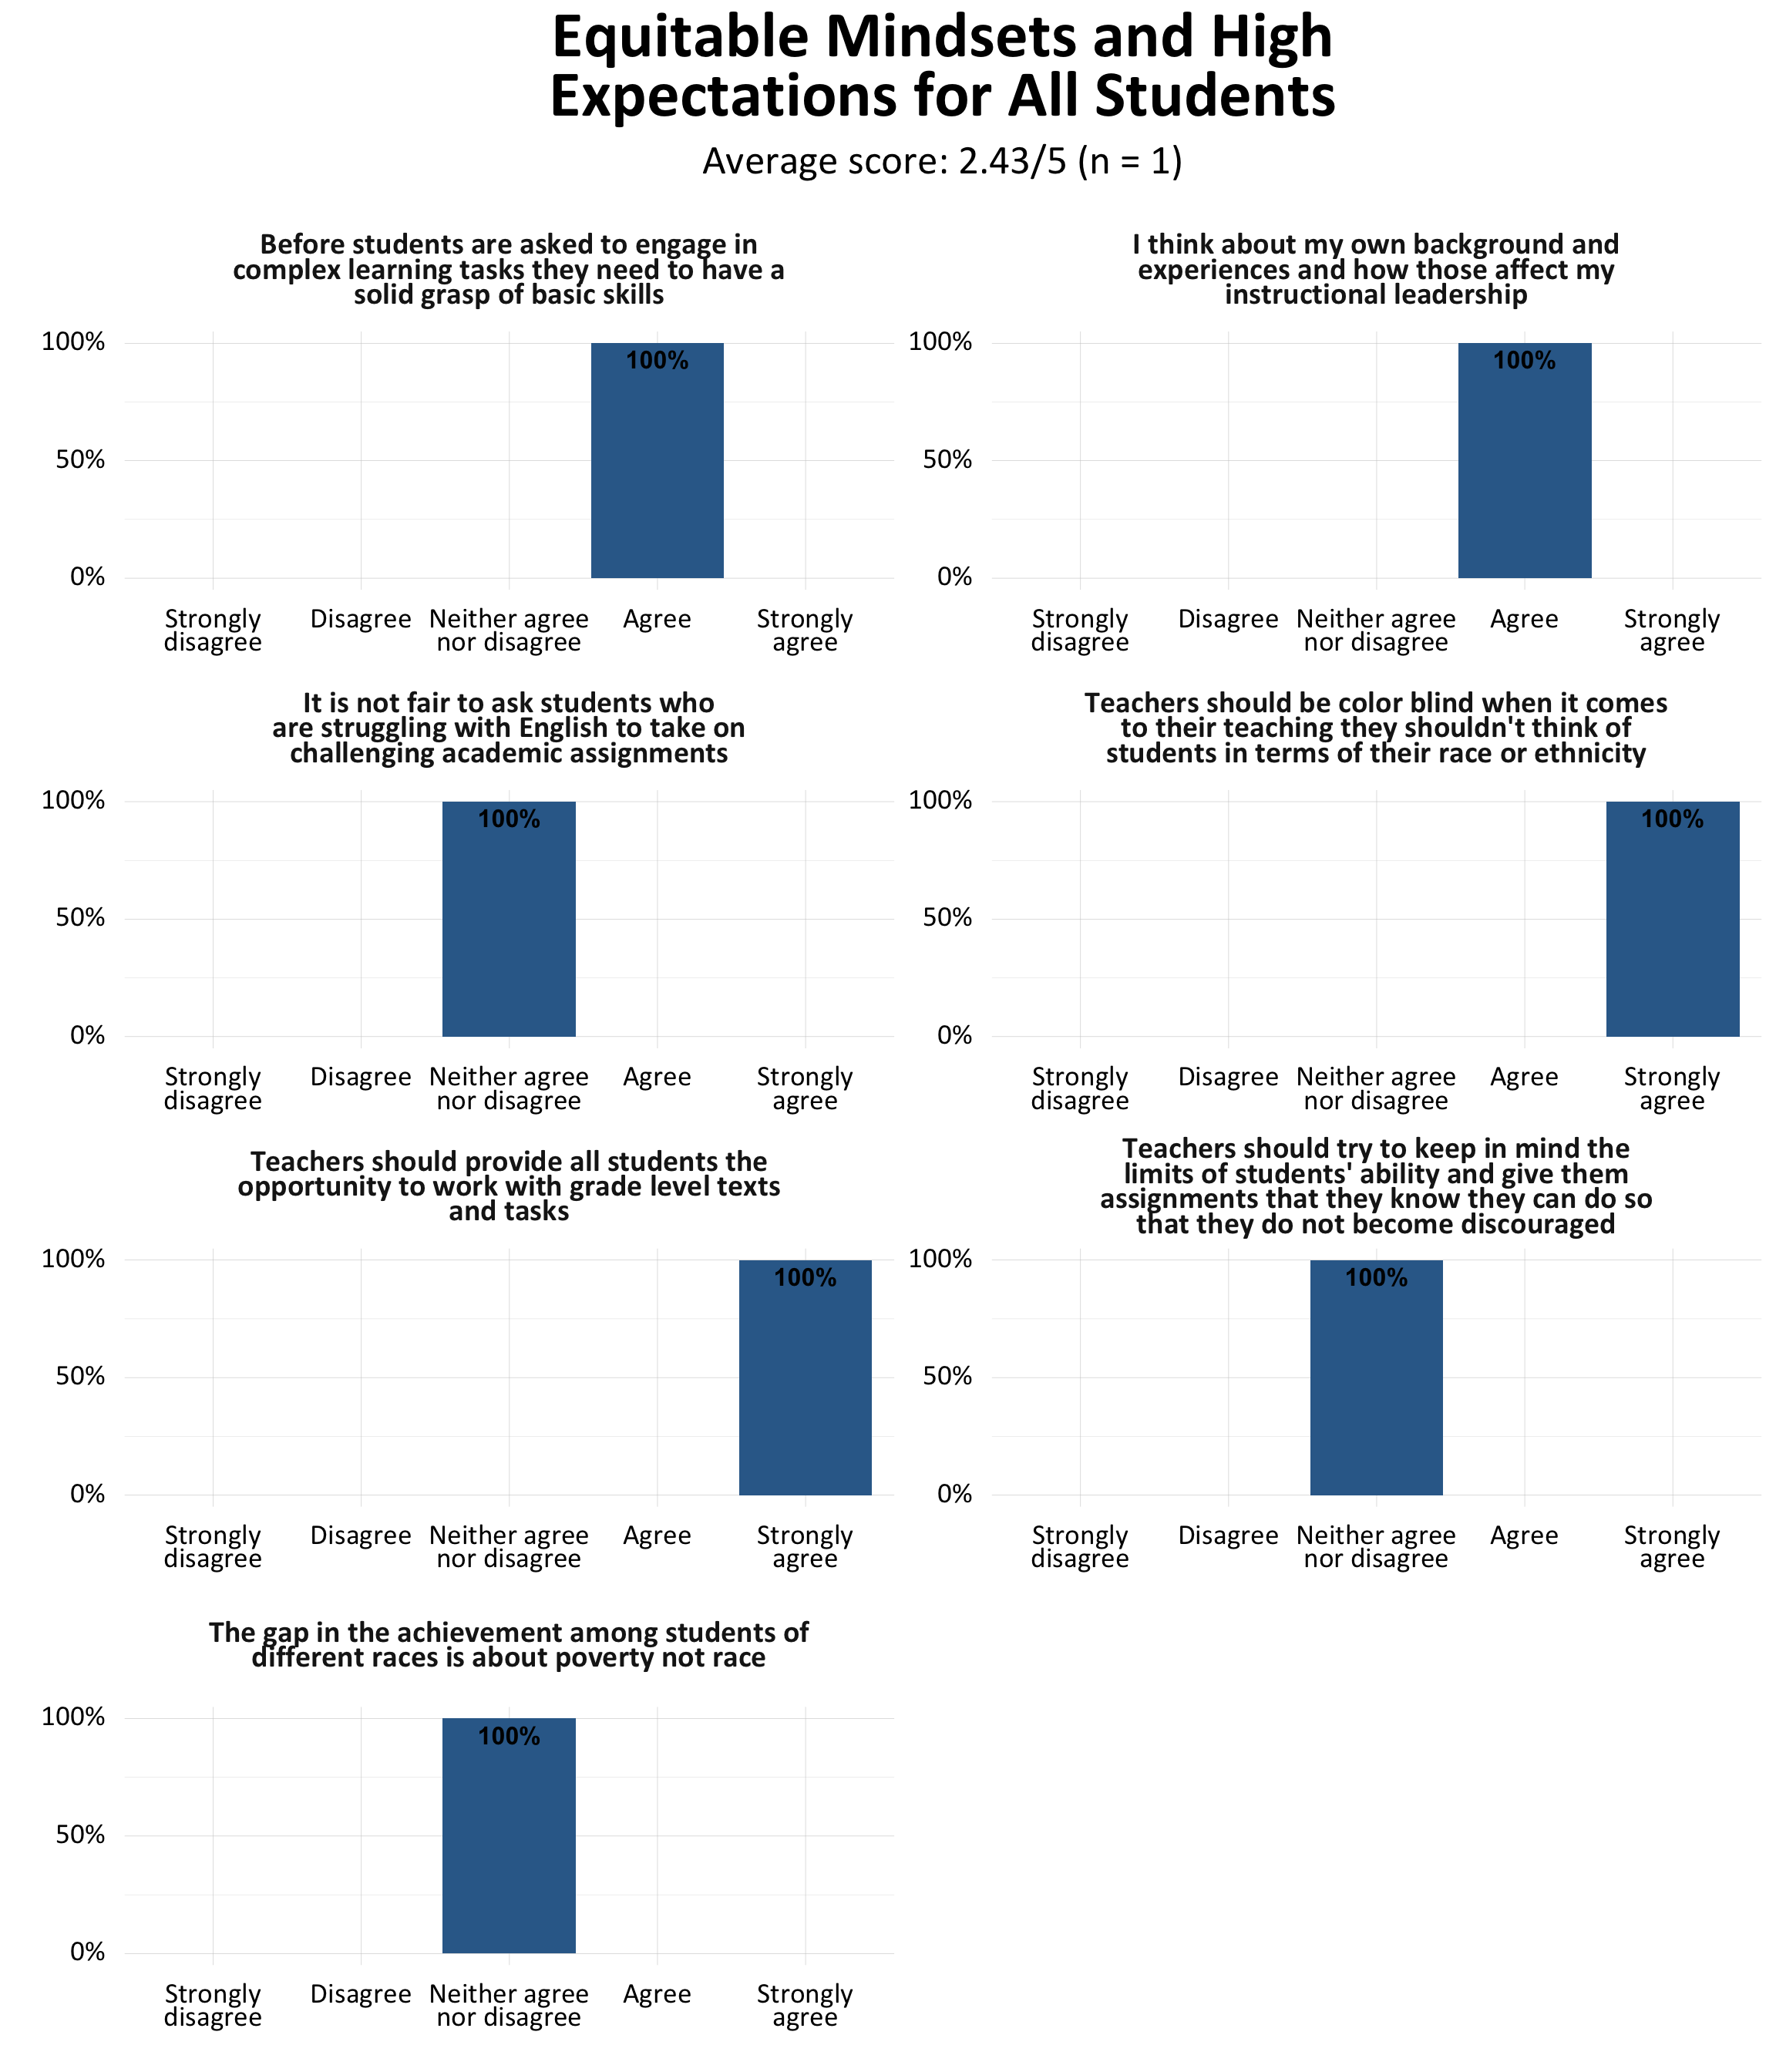 Equitable Mindsets and High
Expectations for All Students
Average score: 2.43/5 (n = 1)
Before students are asked to engage in
complex learning tasks they need to have a
solid grasp of basic skills
100%
50%
0%
100%
Strongly disagree
Disagree
Neither agree nor disagree
Agree
Strongly agree
I think about my own background and
experiences and how those affect my
instructional leadership
100%
50%
0%
100%
Strongly disagree
Disagree
Neither agree nor disagree
Agree
Strongly agree
It is not fair to ask students who
are struggling with English to take on
challenging academic assignments
100%
50%
0%
100%
Strongly disagree
Disagree
Neither agree nor disagree
Agree
Strongly agree
Teachers should be color blind when it comes
to their teaching they shouldn't think of
students in terms of their race or ethnicity
100%
50%
0%
100%
Strongly disagree
Disagree
Neither agree nor disagree
Agree
Strongly agree
Teachers should provide all students the
opportunity to work with grade level texts
and tasks
100%
50%
0%
100%
Strongly disagree
Disagree
Neither agree nor disagree
Agree
Strongly agree
Teachers should try to keep in mind the
limits of students' ability and give them
assignments that they know they can do so
that they do not become discouraged
100%
50%
0%
100%
Strongly disagree
Disagree
Neither agree nor disagree
Agree
Strongly agree
The gap in the achievement among students of
different races is about poverty not race
100%
50%
0%
100%
Strongly disagree
Disagree
Neither agree nor disagree
Agree
Strongly agree